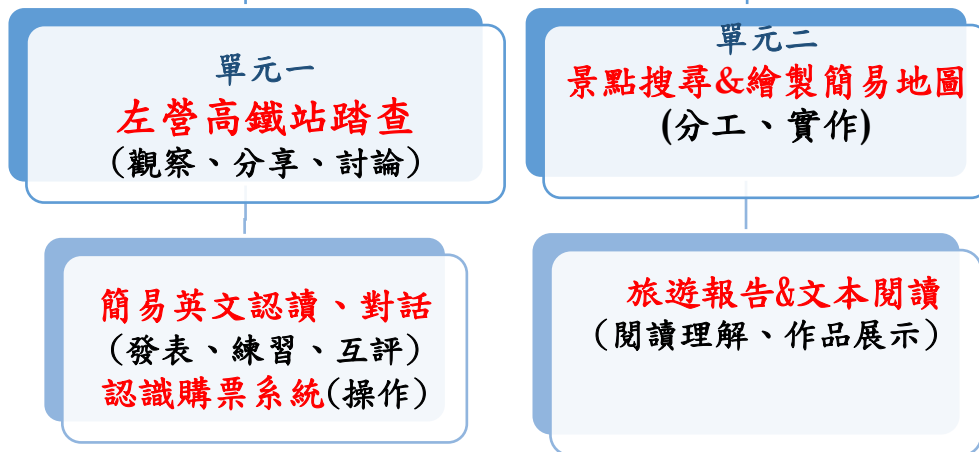 單元一
左營高鐵站踏查
（觀察、分享、討論）
簡易英文認讀、對話
（發表、練習、互評）
認識購票系統(操作)
單元二
景點搜尋&繪製簡易地圖
(分工、實作)
旅遊報告&文本閱讀
（閱讀理解、作品展示）